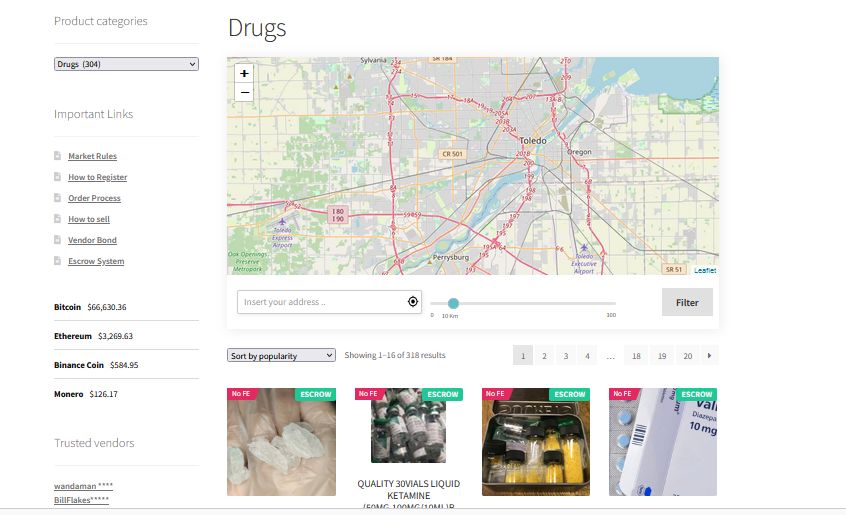 Product categories
Drugs (304)
Important Links
Market Rules
How to Register
Order Process
How to sell
Vendor Bond
Escrow System
Bitcoin $66,630.36
Ethereum $3,269.63
Binance Coin $584.95
Monero $126.17
Trusted vendors
wandaman ****
BillFlakes*****
Drugs
+
−
Sylvania
SR 184
Toledo
Oregon
CR 501
I 80
I 90
Toledo
Express
Airport
Oak Openings
Preserve
Metropark
Perrysburg
Toledo
Executive
Airport
SR 51
Leaflet
Insert your address ..
0 10 Km 100
Filter
Sort by popularity
Showing 1–16 of 318 results
1 2 3 4 … 18 19 20
No FE ESCROW
No FE ESCROW
No FE ESCROW
No FE ESCROW
Diazepa
10 mg
QUALITY 30VIALS LIQUID
KETAMINE
(50MG-100MG/10ML)B